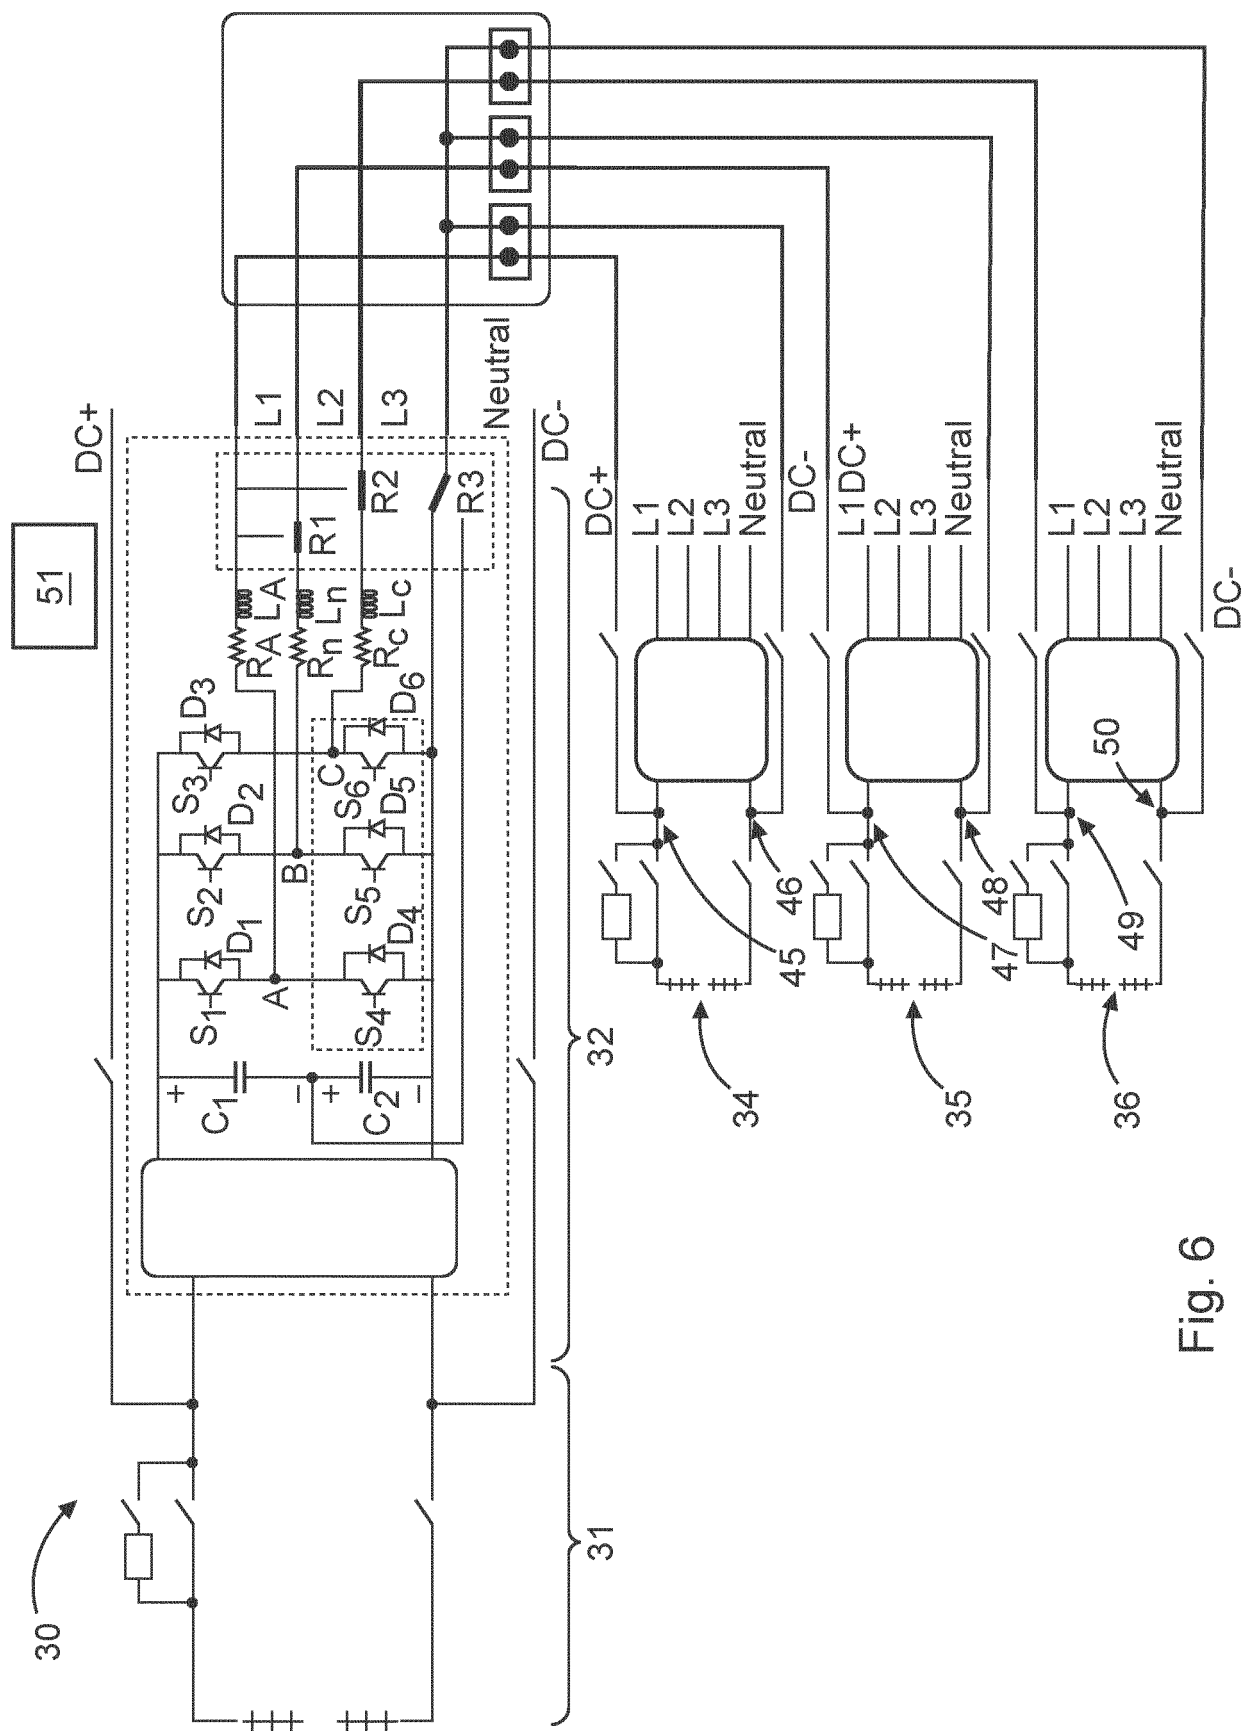 51
DC+
L1
L2
L3
Neutral
DC-
R1
R2
R3
LA
Ln
Lc
RA
Rn
Rc
S3
D3
S2
D2
S1
D1
C
S6
D6
B
S5
D5
A
S4
D4
+
C1
−
+
C2
−
30
31
32
DC+
L1
L2
L3
Neutral
DC-
L1DC+
L2
L3
Neutral
L1
L2
L3
Neutral
DC-
45
46
47
48
49
50
34
35
36
Fig. 6